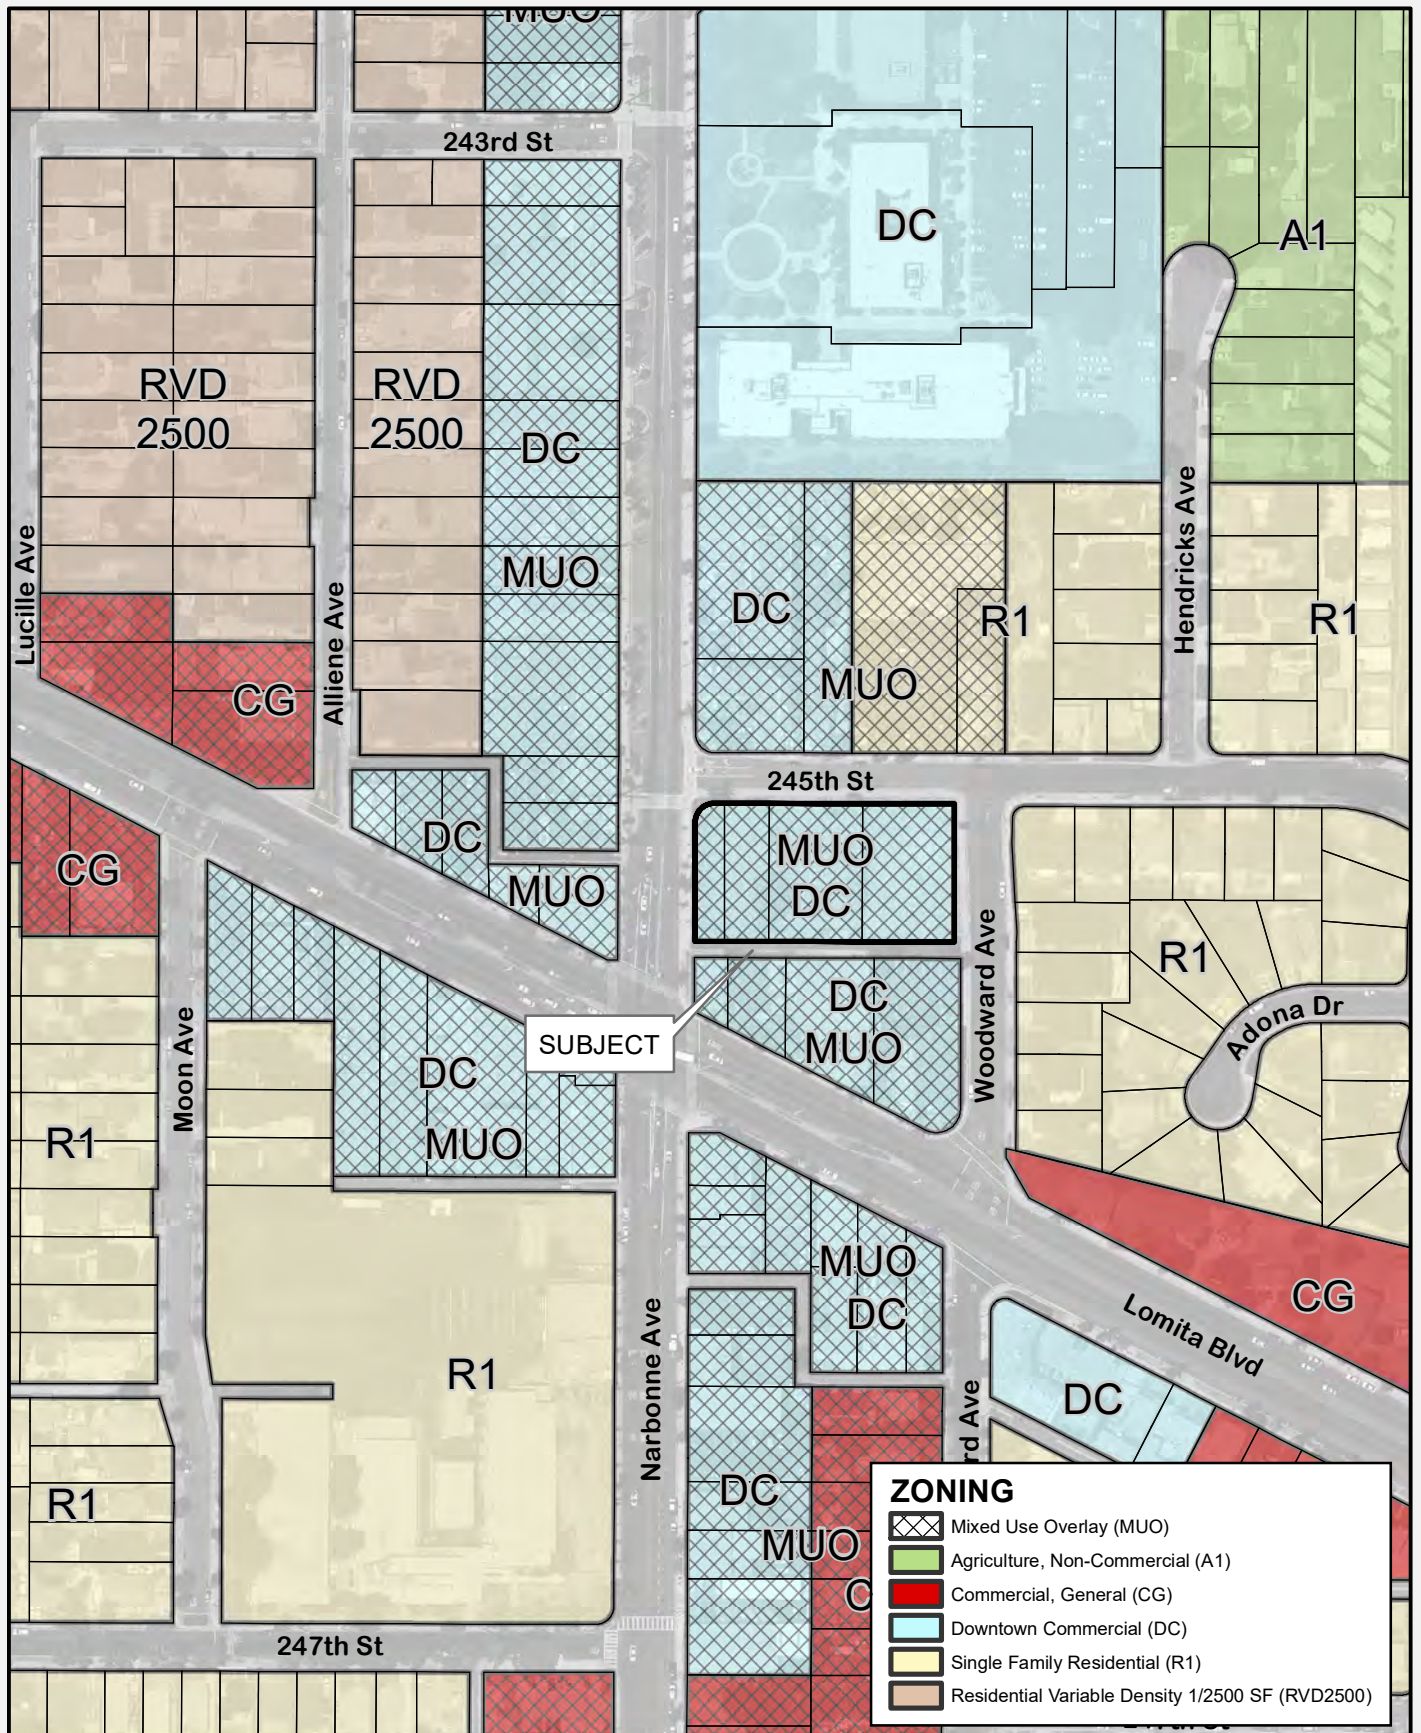 MUO
243rd St
DC
A1
RVD
2500
RVD
2500
DC
MUO
Lucille Ave
Alliene Ave
Hendricks Ave
DC
R1
R1
MUO
CG
245th St
DC
MUO
MUO
DC
CG
R1
Woodward Ave
DC
MUO
Adona Dr
SUBJECT
DC
MUO
Moon Ave
R1
MUO
DC
CG
Lomita Blvd
R1
Narbonne Ave
DC
rd Ave
R1
DC
MUO
C
247th St
ZONING
Mixed Use Overlay (MUO)
Agriculture, Non-Commercial (A1)
Commercial, General (CG)
Downtown Commercial (DC)
Single Family Residential (R1)
Residential Variable Density 1/2500 SF (RVD2500)